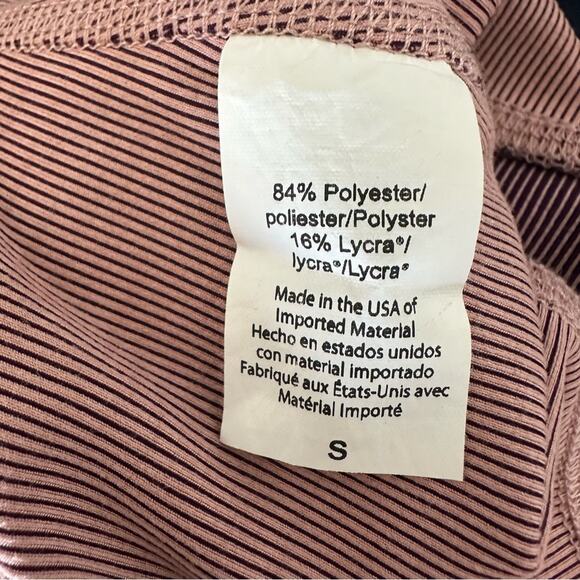 84% Polyester/
poliester/Polyster
16% Lycra®/
lycra®/Lycra®
Made in the USA of
Imported Material
Hecho en estados unidos
con material importado
Fabriqué aux États-Unis avec
Matérial Importé
S